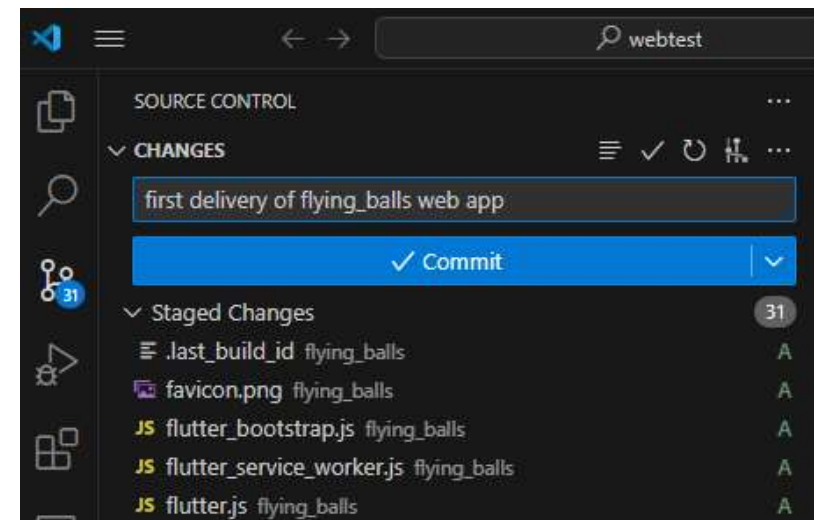 webtest
SOURCE CONTROL
CHANGES
first delivery of flying_balls web app
Commit
31
Staged Changes 31
.last_build_id flying_balls A
favicon.png flying_balls A
JS flutter_bootstrap.js flying_balls A
JS flutter_service_worker.js flying_balls A
JS flutter.js flying_balls A